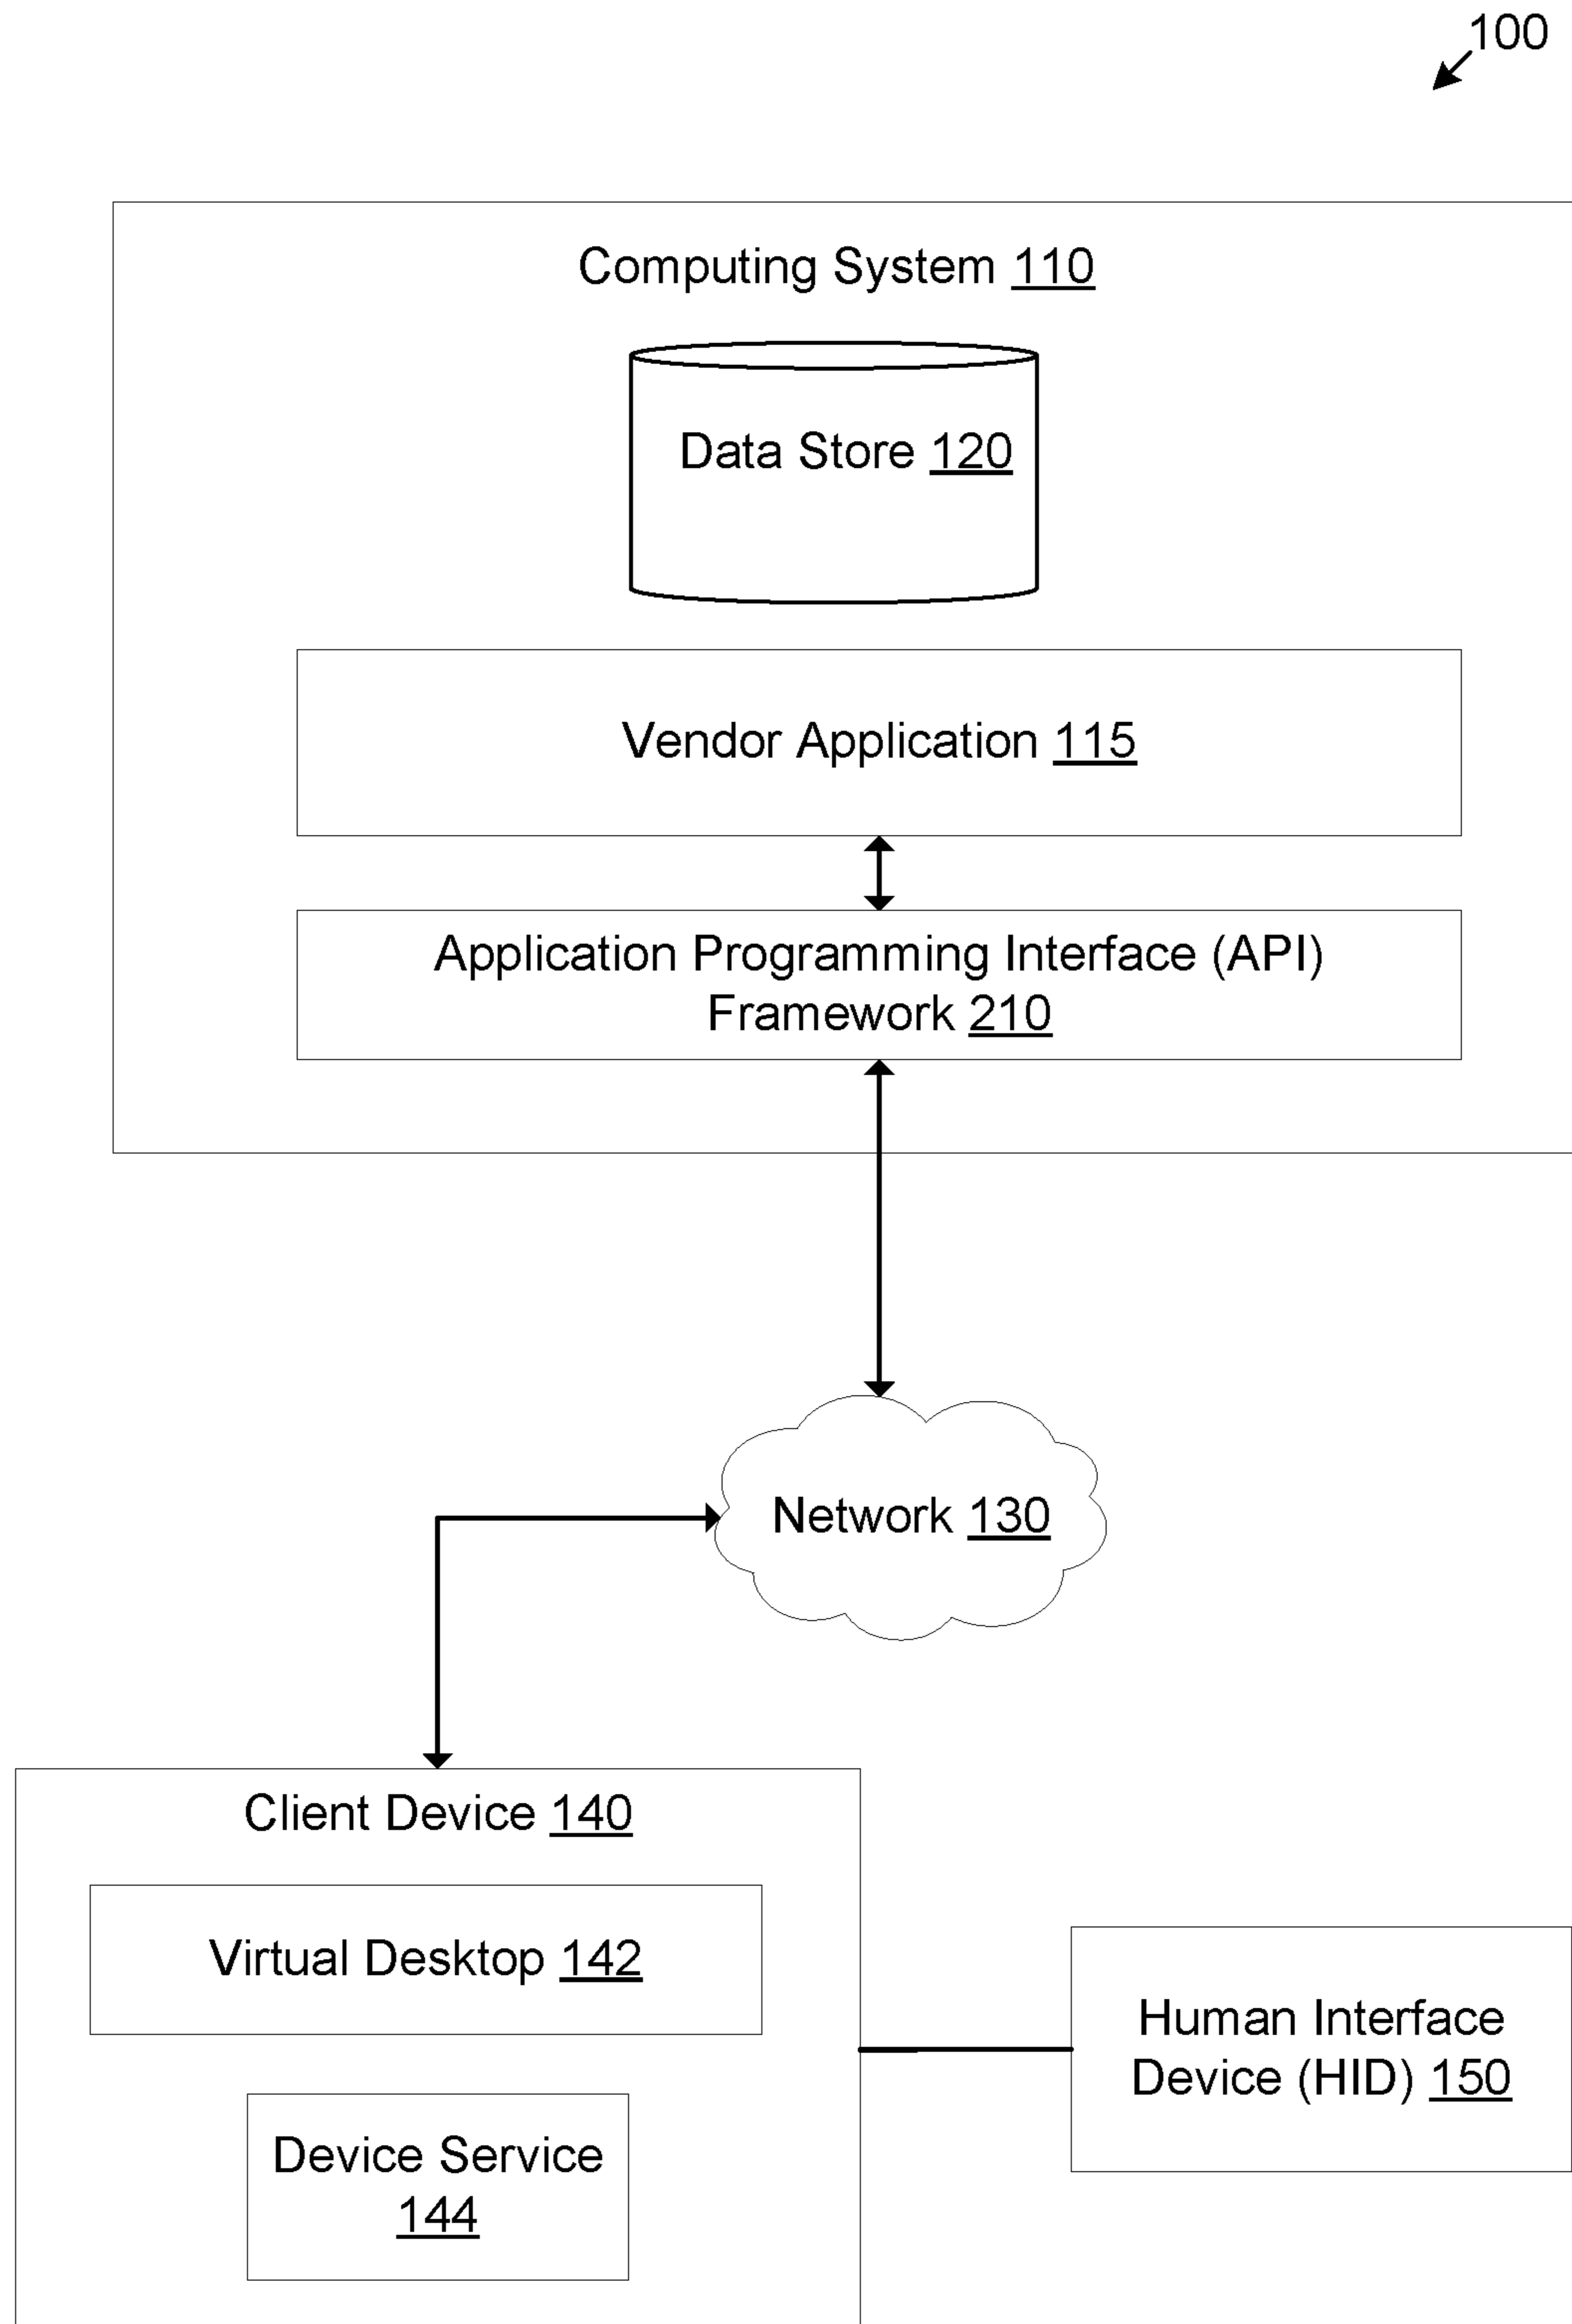 100
Computing System 110
Data Store 120
Vendor Application 115
Application Programming Interface (API)
Framework 210
Network 130
Client Device 140
Virtual Desktop 142
Human Interface
Device (HID) 150
Device Service
144